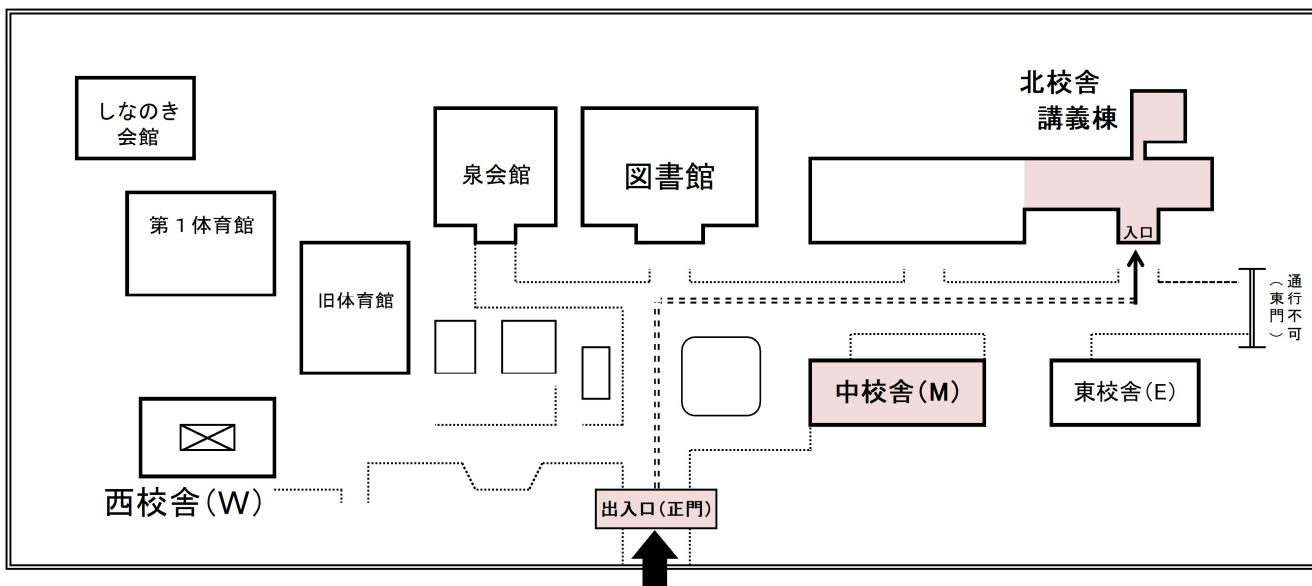 北校舎
講義棟
しなのき
会館
泉会館
図書館
第1体育館
入口
旧体育館
通行不可
(東門)
中校舎(M)
東校舎(E)
西校舎(W)
出入口(正門)